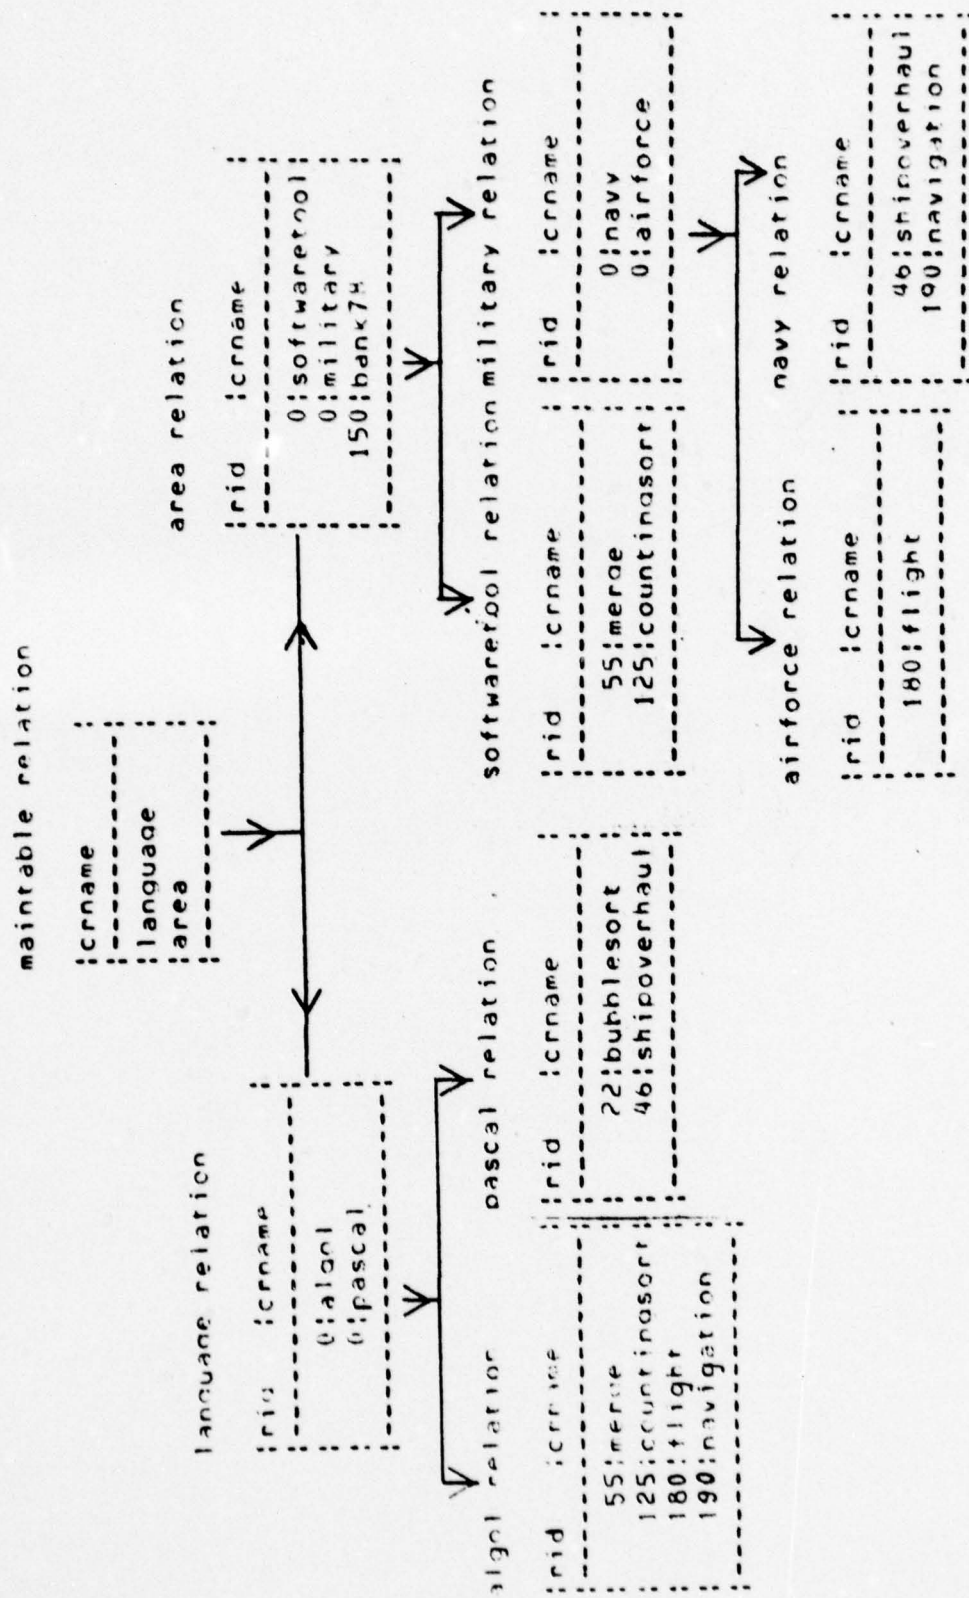 maintable relation
:crname :
:language :
:area :
language relation
:rid :crname :
: 0:algol :
: 0:pascal :
area relation
:rid :crname :
: 0:softwaretool:
: 0:military :
: 150:bank78 :
algol relation
:rid :crname :
: 55:merge :
: 125:countingsort:
: 180:flight :
: 190:navigation :
pascal relation
:rid :crname :
: 22:bubblesort :
: 46:shipoverhaul:
softwaretool relation
:rid :crname :
: 55:merge :
: 125:countingsort:
military relation
:rid :crname :
: 0:navy :
: 0:airforce :
airforce relation
:rid :crname :
: 180:flight :
navy relation
:rid :crname :
: 46:shipoverhaul:
: 190:navigation :